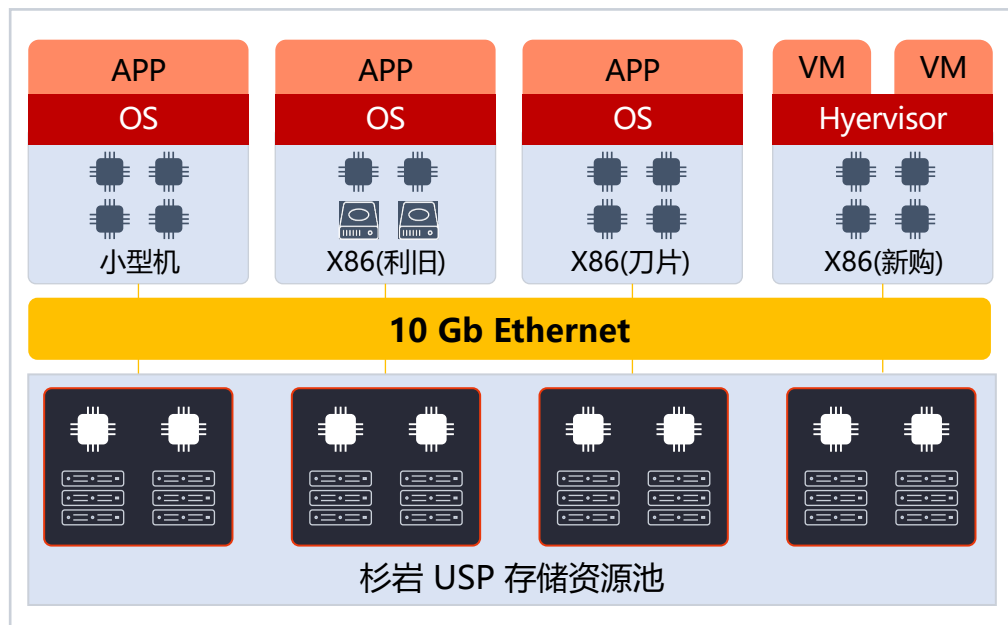 APP
APP
APP
VM
VM
OS
OS
OS
Hyervisor
小型机
X86(利旧)
X86(刀片)
X86(新购)
10 Gb Ethernet
杉岩 USP 存储资源池